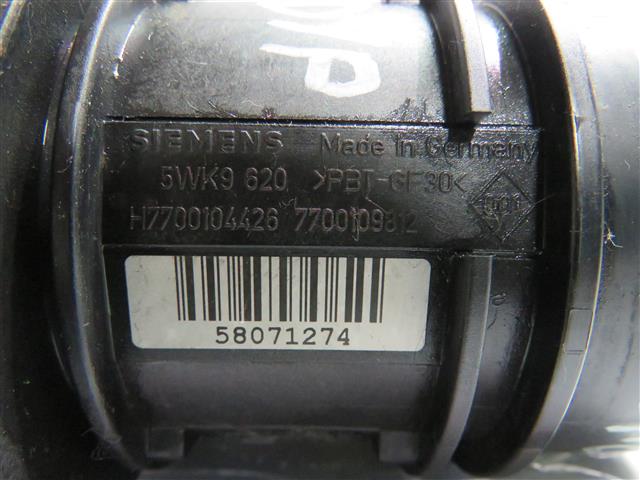 SIEMENS Made In Germany
5WK9 620 >PBT-GF30<
H7700104426 7700109812
58071274